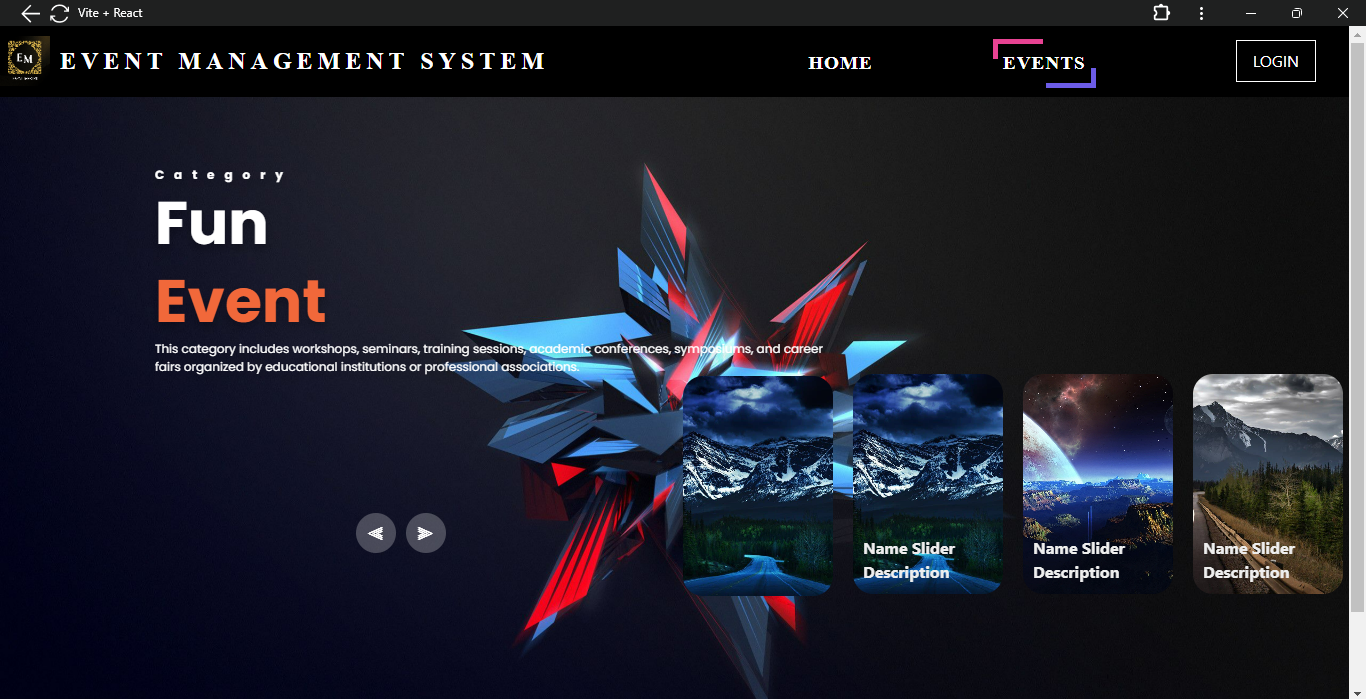 Vite + React
EM
EVENT MANAGEMENT SYSTEM
HOME
EVENTS
LOGIN
Category
Fun
Event
This category includes workshops, seminars, training sessions, academic conferences, symposiums, and career
fairs organized by educational institutions or professional associations.
Name Slider
Description
Name Slider
Description
Name Slider
Description